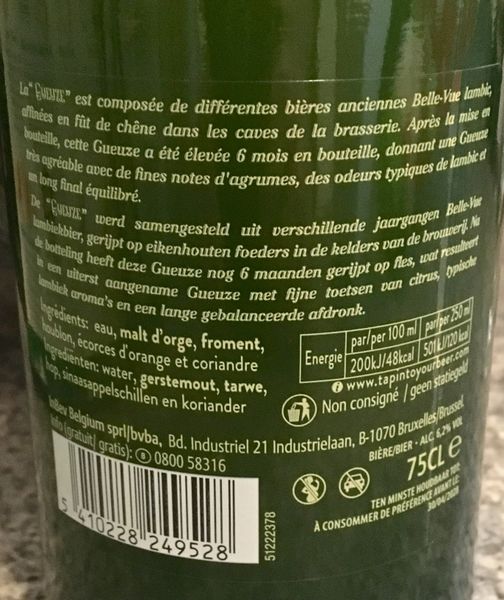 La "GUEUZE" est composée de différentes bières anciennes Belle-Vue lambic,
affinées en fût de chêne dans les caves de la brasserie. Après la mise en
bouteille, cette Gueuze a été élevée 6 mois en bouteille, donnant une Gueuze
très agréable avec de fines notes d'agrumes, des odeurs typiques de lambic et
un long final équilibré.
De "GUEUZE" werd samengesteld uit verschillende jaargangen Belle-Vue
lambiekbier, gerijpt op eikenhouten foeders in de kelders van de brouwerij. Na
de botteling heeft deze Gueuze nog 6 maanden gerijpt op fles, wat resulteert
in een uiterst aangename Gueuze met fijne toetsen van citrus, typische
lambiek aroma's en een lange gebalanceerde afdronk.
Ingrédients: eau, malt d'orge, froment,
houblon, écorces d'orange et coriandre
Ingrediënten: water, gerstemout, tarwe,
hop, sinaasappelschillen en koriander
Energie par/per 100 ml par/per 250 ml
200kJ/48kcal 501kJ/120kcal
www.tapintoyourbeer.com
Non consigné / geen statiegeld
InBev Belgium sprl/bvba, Bd. Industriel 21 Industrielaan, B-1070 Bruxelles/Brussel
Info (gratuit/ gratis): B 0800 58316
BIÈRE/BIER - ALC. 6,2% VOL
75CL e
TEN MINSTE HOUDBAAR TOT:
À CONSOMMER DE PRÉFÉRENCE AVANT LE:
30/04/2020
5 410228 249528
51222378